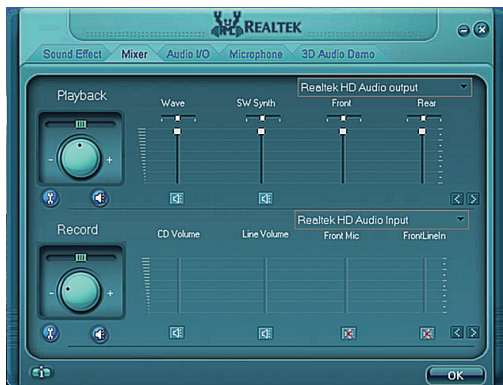 REALTEK
Sound Effect Mixer Audio I/O Microphone 3D Audio Demo
Realtek HD Audio output
Playback
Wave SW Synth Front Rear
- +
Realtek HD Audio Input
Record
CD Volume Line Volume Front Mic FrontLineIn
- +
OK